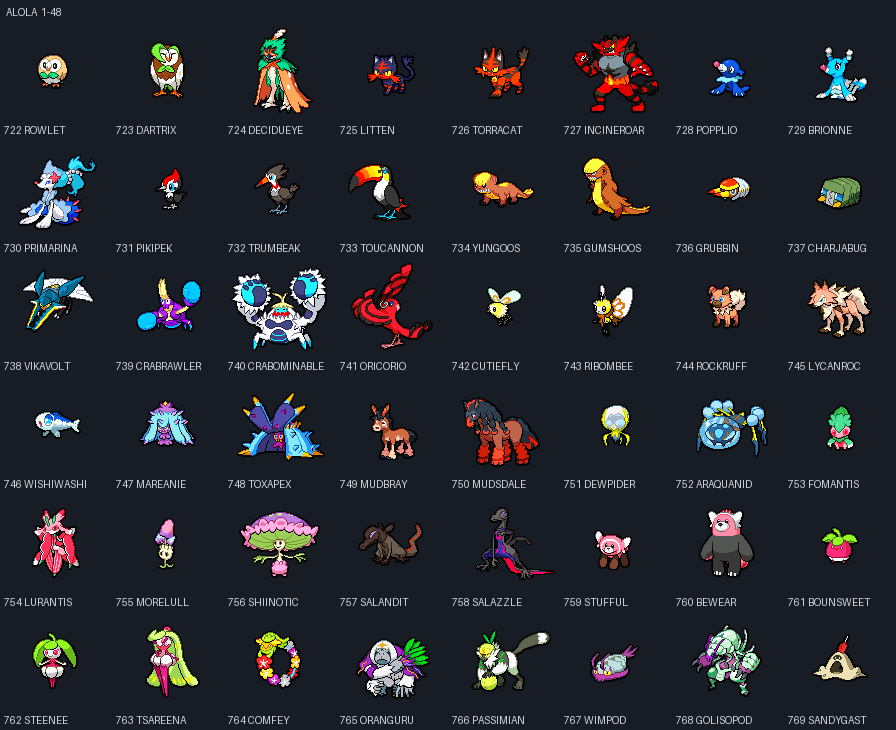 ALOLA 1-48
722 ROWLET 723 DARTRIX 724 DECIDUEYE 725 LITTEN 726 TORRACAT 727 INCINEROAR 728 POPPLIO 729 BRIONNE
730 PRIMARINA 731 PIKIPEK 732 TRUMBEAK 733 TOUCANNON 734 YUNGOOS 735 GUMSHOOS 736 GRUBBIN 737 CHARJABUG
738 VIKAVOLT 739 CRABRAWLER 740 CRABOMINABLE 741 ORICORIO 742 CUTIEFLY 743 RIBOMBEE 744 ROCKRUFF 745 LYCANROC
746 WISHIWASHI 747 MAREANIE 748 TOXAPEX 749 MUDBRAY 750 MUDSDALE 751 DEWPIDER 752 ARAQUANID 753 FOMANTIS
754 LURANTIS 755 MORELULL 756 SHIINOTIC 757 SALANDIT 758 SALAZZLE 759 STUFFUL 760 BEWEAR 761 BOUNSWEET
762 STEENEE 763 TSAREENA 764 COMFEY 765 ORANGURU 766 PASSIMIAN 767 WIMPOD 768 GOLISOPOD 769 SANDYGAST